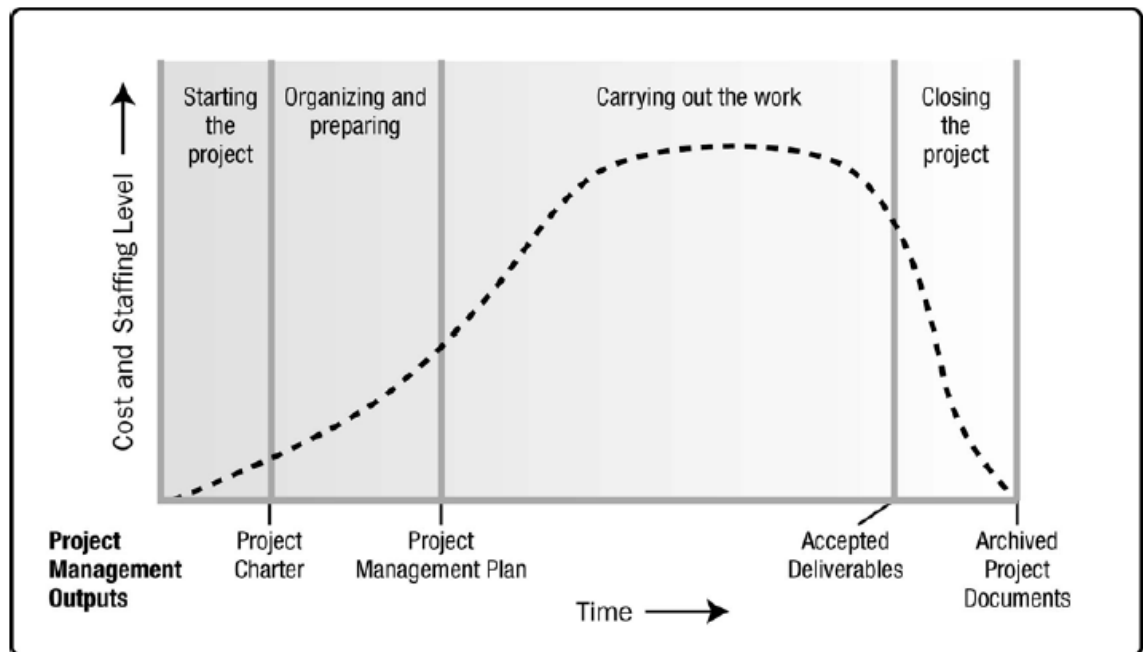 Starting
the
project
Organizing and
preparing
Carrying out the work
Closing
the
project
Cost and Staffing Level
Project
Management
Outputs
Project
Charter
Project
Management Plan
Accepted
Deliverables
Archived
Project
Documents
Time